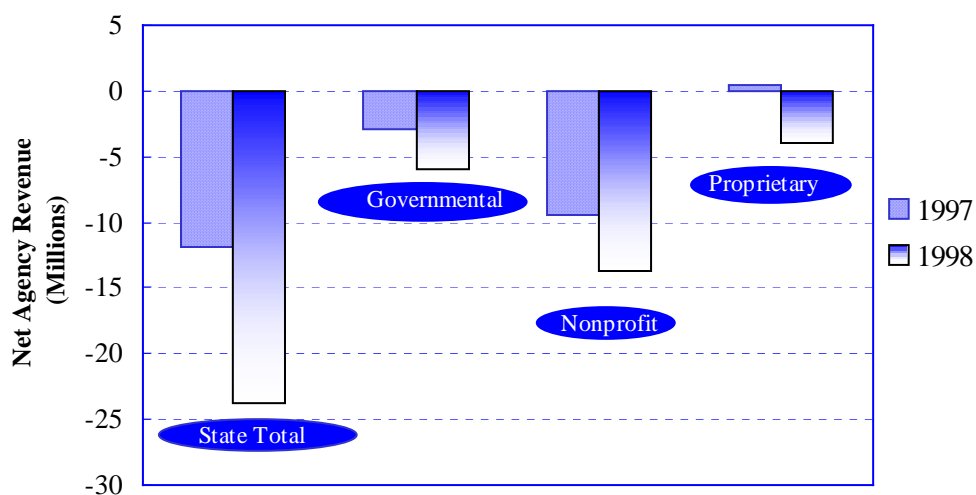 5
0
-5
-10
-15
-20
-25
-30
Net Agency Revenue
(Millions)
State Total
Governmental
Nonprofit
Proprietary
1997
1998